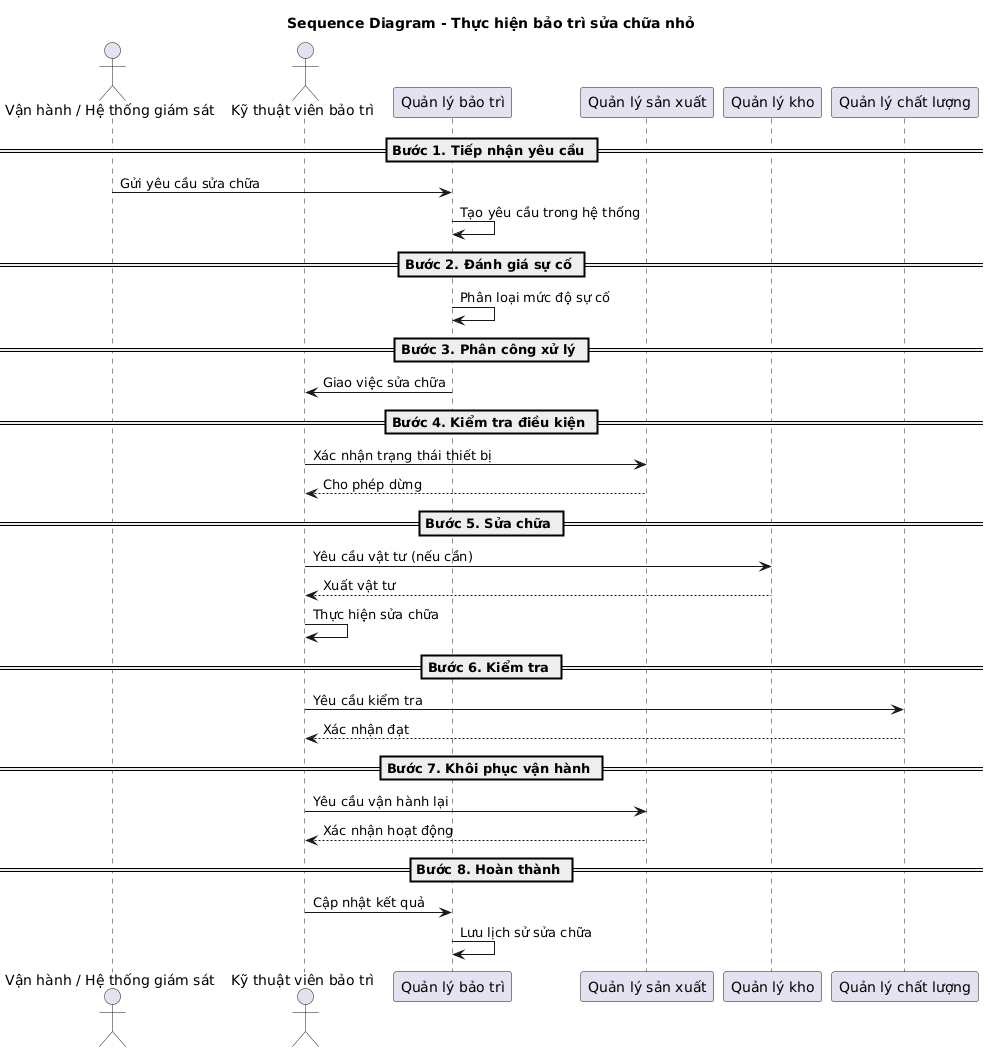 Sequence Diagram - Thực hiện bảo trì sửa chữa nhỏ
Vận hành / Hệ thống giám sát
Kỹ thuật viên bảo trì
Quản lý bảo trì
Quản lý sản xuất
Quản lý kho
Quản lý chất lượng
Bước 1. Tiếp nhận yêu cầu
Gửi yêu cầu sửa chữa
Tạo yêu cầu trong hệ thống
Bước 2. Đánh giá sự cố
Phân loại mức độ sự cố
Bước 3. Phân công xử lý
Giao việc sửa chữa
Bước 4. Kiểm tra điều kiện
Xác nhận trạng thái thiết bị
Cho phép dừng
Bước 5. Sửa chữa
Yêu cầu vật tư (nếu cần)
Xuất vật tư
Thực hiện sửa chữa
Bước 6. Kiểm tra
Yêu cầu kiểm tra
Xác nhận đạt
Bước 7. Khôi phục vận hành
Yêu cầu vận hành lại
Xác nhận hoạt động
Bước 8. Hoàn thành
Cập nhật kết quả
Lưu lịch sử sửa chữa
Vận hành / Hệ thống giám sát
Kỹ thuật viên bảo trì
Quản lý bảo trì
Quản lý sản xuất
Quản lý kho
Quản lý chất lượng